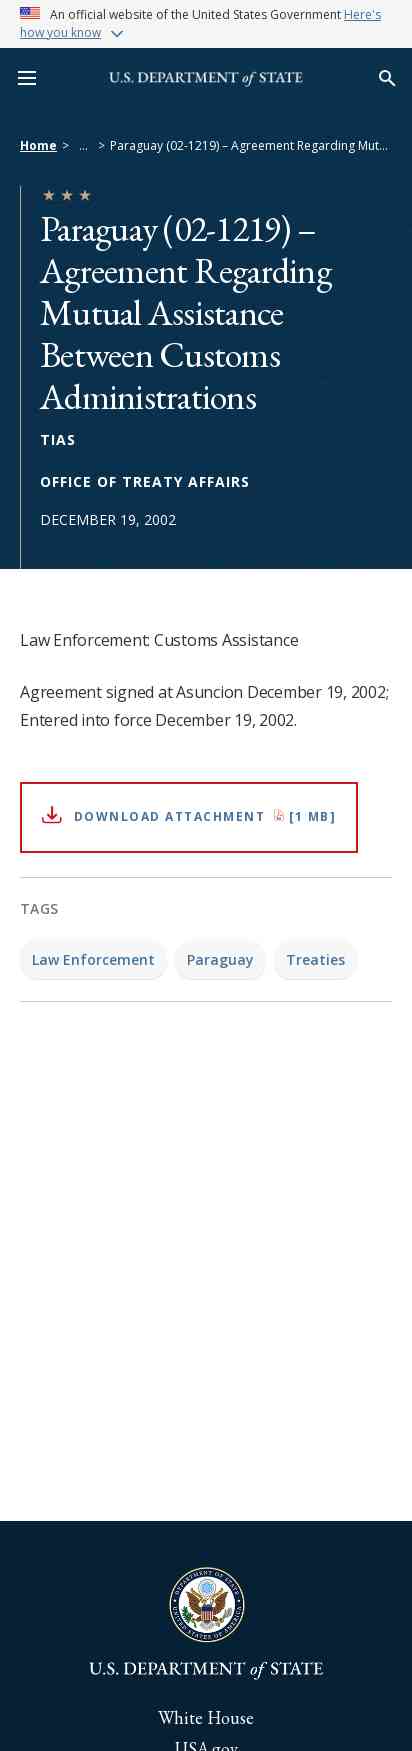 An official website of the United States Government Here's
how you know
U.S. DEPARTMENT of STATE
Home > ... > Paraguay (02-1219) – Agreement Regarding Mut...
Paraguay (02-1219) –
Agreement Regarding
Mutual Assistance
Between Customs
Administrations
TIAS
OFFICE OF TREATY AFFAIRS
DECEMBER 19, 2002
Law Enforcement: Customs Assistance
Agreement signed at Asuncion December 19, 2002;
Entered into force December 19, 2002.
DOWNLOAD ATTACHMENT [1 MB]
TAGS
Law Enforcement Paraguay Treaties
DEPARTMENT OF STATE
UNITED STATES OF AMERICA
U.S. DEPARTMENT of STATE
White House
USA.gov